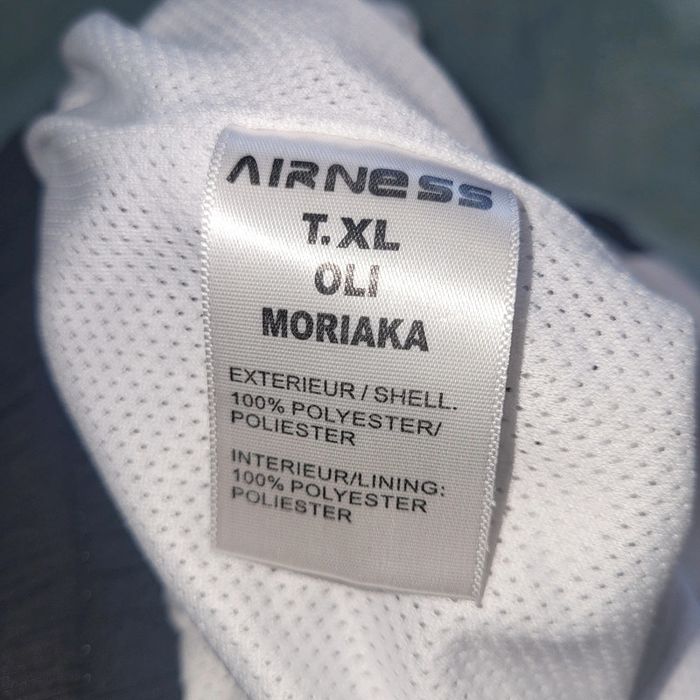 AIRNESS
T.XL
OLI
MORIAKA
EXTERIEUR/SHELL.
100% POLYESTER/
POLIESTER
INTERIEUR/LINING:
100% POLYESTER
POLIESTER